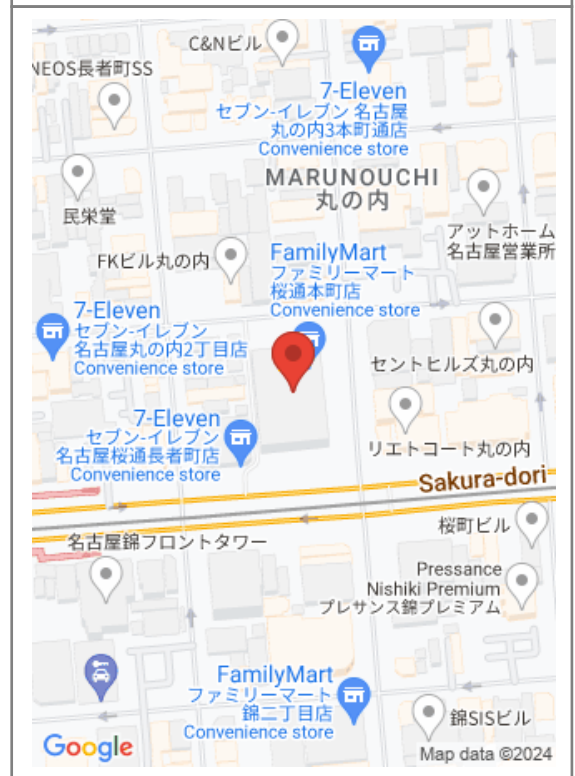 C&Nビル
NEOS長者町SS
7-Eleven
セブン-イレブン 名古屋
丸の内3本町通店
Convenience store
MARUNOUCHI
丸の内
民栄堂
アットホーム
名古屋営業所
FKビル丸の内
FamilyMart
ファミリーマート
桜通本町店
Convenience store
7-Eleven
セブン-イレブン
名古屋丸の内2丁目店
Convenience store
セントヒルズ丸の内
7-Eleven
セブン-イレブン
名古屋桜通長者町店
Convenience store
リエトコート丸の内
Sakura-dori
桜町ビル
名古屋錦フロントタワー
Pressance
Nishiki Premium
プレサンス錦プレミアム
FamilyMart
ファミリーマート
錦二丁目店
Convenience store
錦SISビル
Google
Map data ©2024